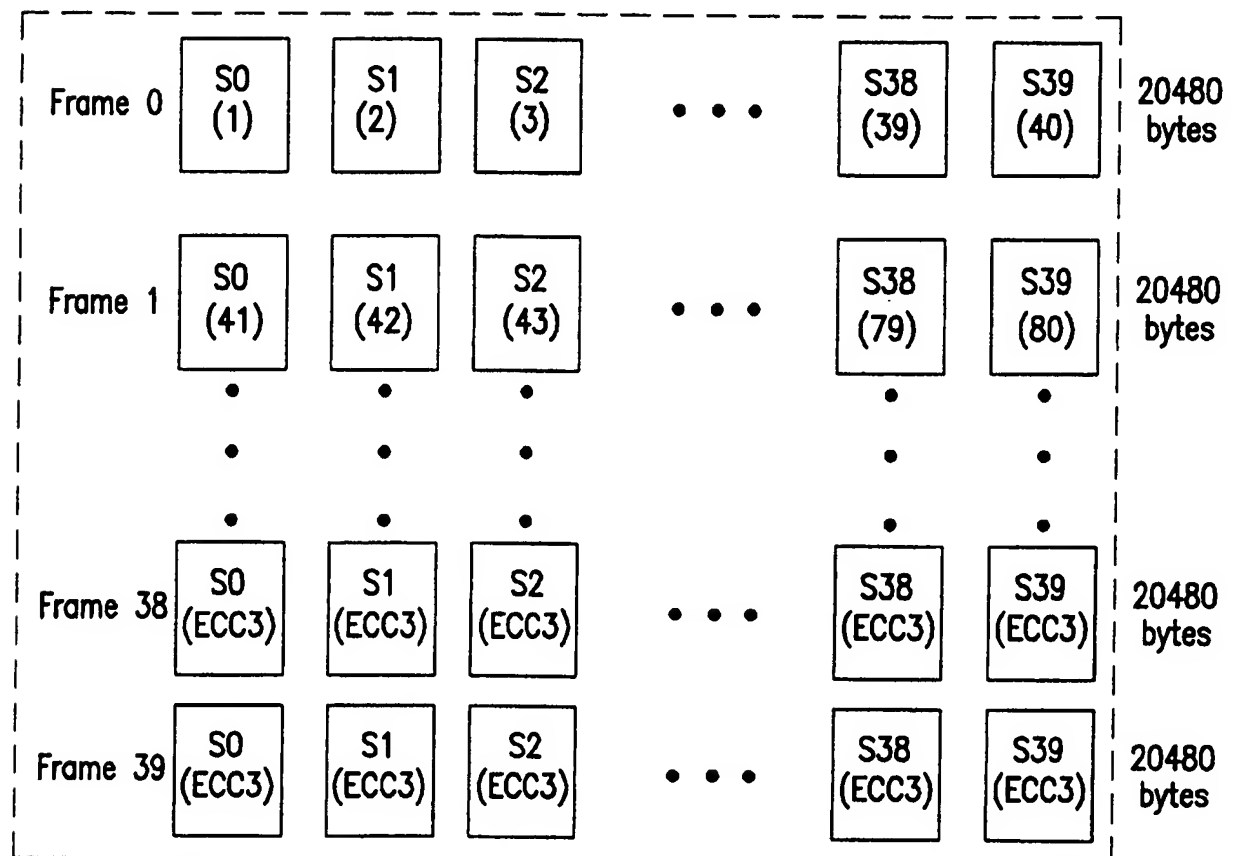 Frame 0 S0 S1 S2 S38 S39 20480
(1) (2) (3) • • • (39) (40) bytes
Frame 1 S0 S1 S2 S38 S39 20480
(41) (42) (43) • • • (79) (80) bytes
Frame 38 S0 S1 S2 S38 S39 20480
(ECC3) (ECC3) (ECC3) • • • (ECC3) (ECC3) bytes
Frame 39 S0 S1 S2 S38 S39 20480
(ECC3) (ECC3) (ECC3) • • • (ECC3) (ECC3) bytes